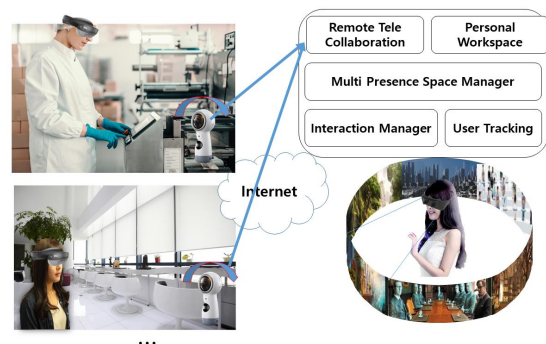 Remote Tele
Collaboration
Personal
Workspace
Multi Presence Space Manager
Interaction Manager
User Tracking
Internet
...